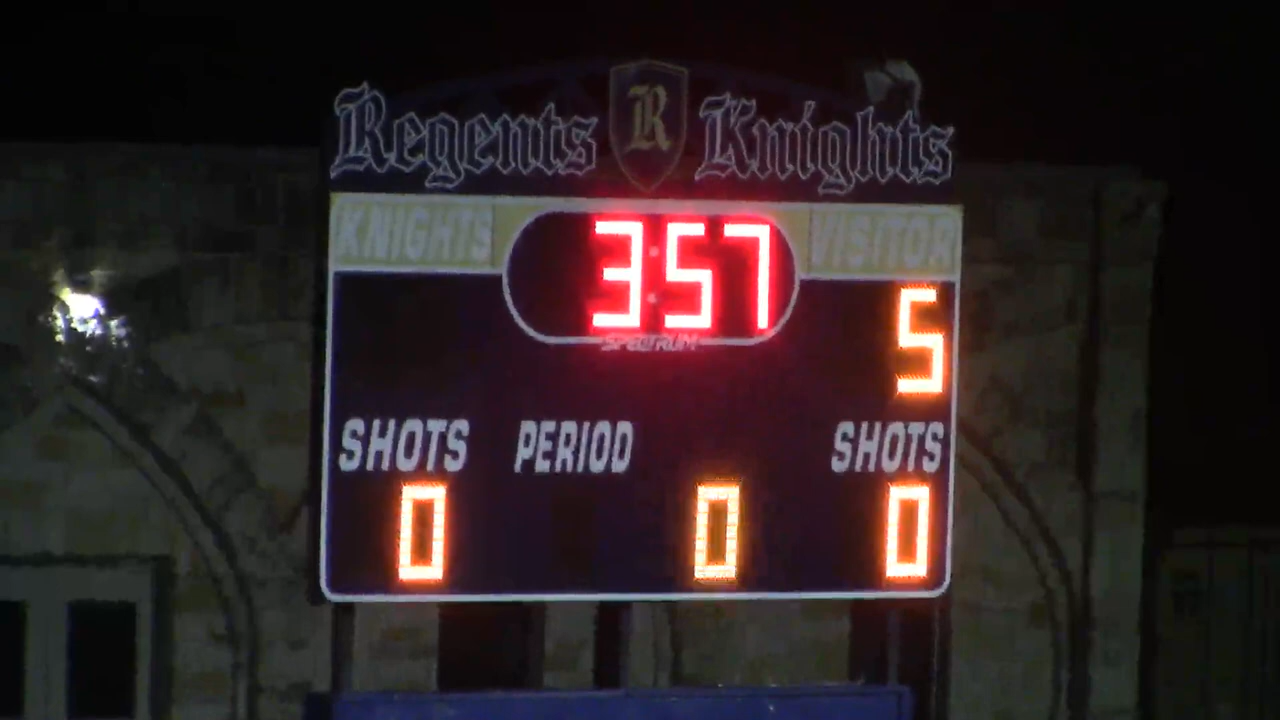 Regents R Knights
KNIGHTS 3:57 VISITOR
SPECTRUM
5
SHOTS PERIOD SHOTS
0 0 0